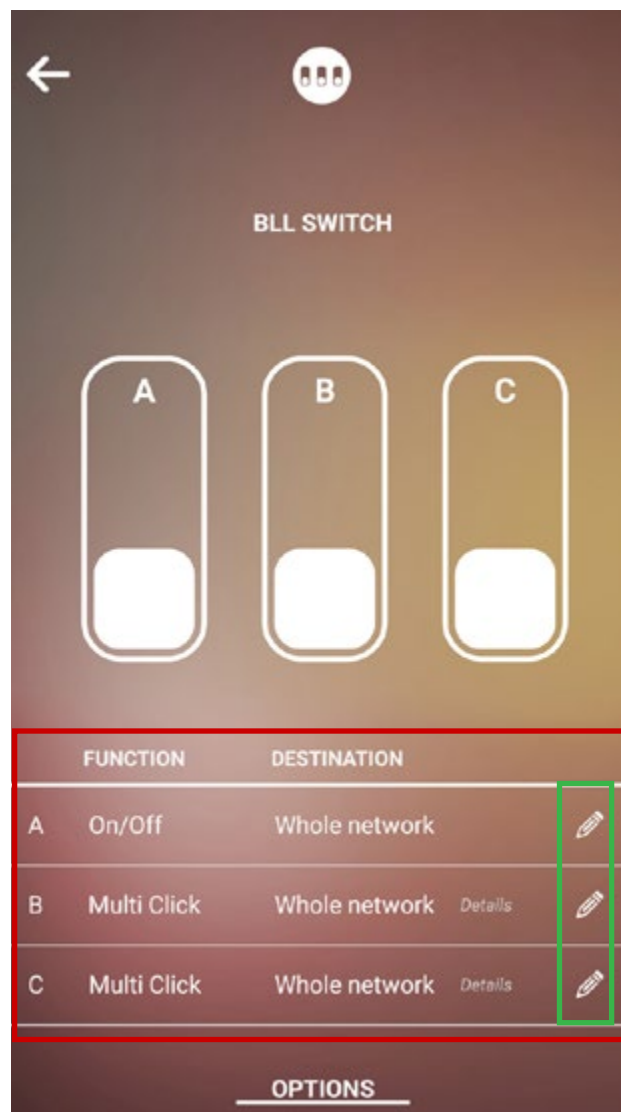 BLL SWITCH
A B C
FUNCTION DESTINATION
A On/Off Whole network
B Multi Click Whole network Details
C Multi Click Whole network Details
OPTIONS